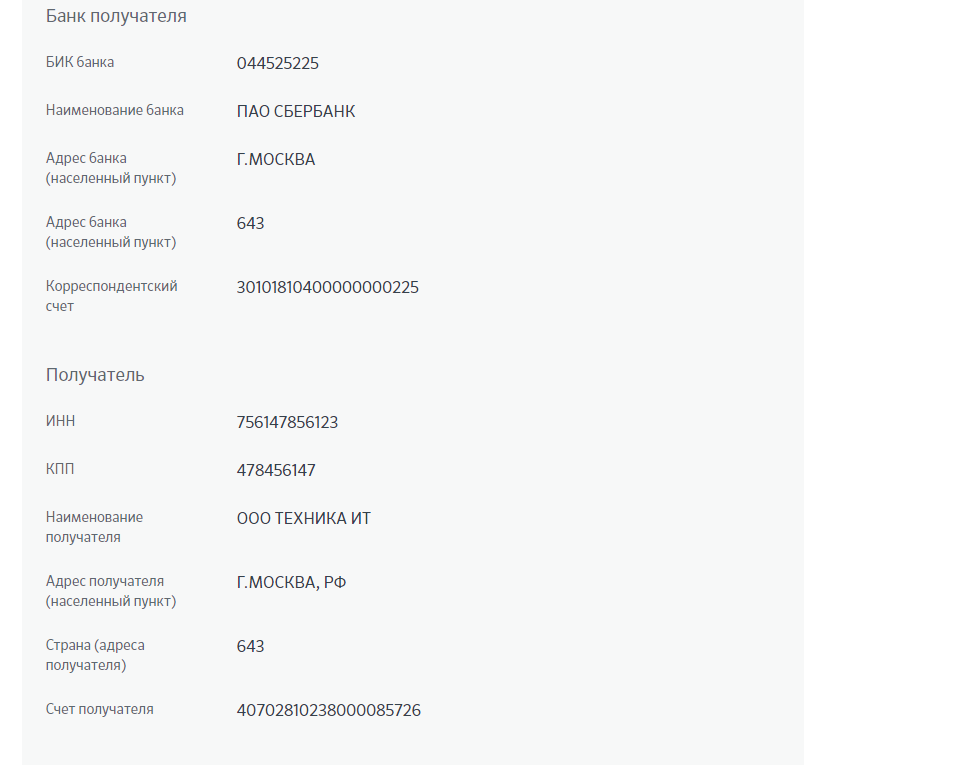 Банк получателя
БИК банка 044525225
Наименование банка ПАО СБЕРБАНК
Адрес банка Г.МОСКВА
(населенный пункт)
Адрес банка 643
(населенный пункт)
Корреспондентский 30101810400000000225
счет
Получатель
ИНН 756147856123
КПП 478456147
Наименование ООО ТЕХНИКА ИТ
получателя
Адрес получателя Г.МОСКВА, РФ
(населенный пункт)
Страна (адреса 643
получателя)
Счет получателя 40702810238000085726